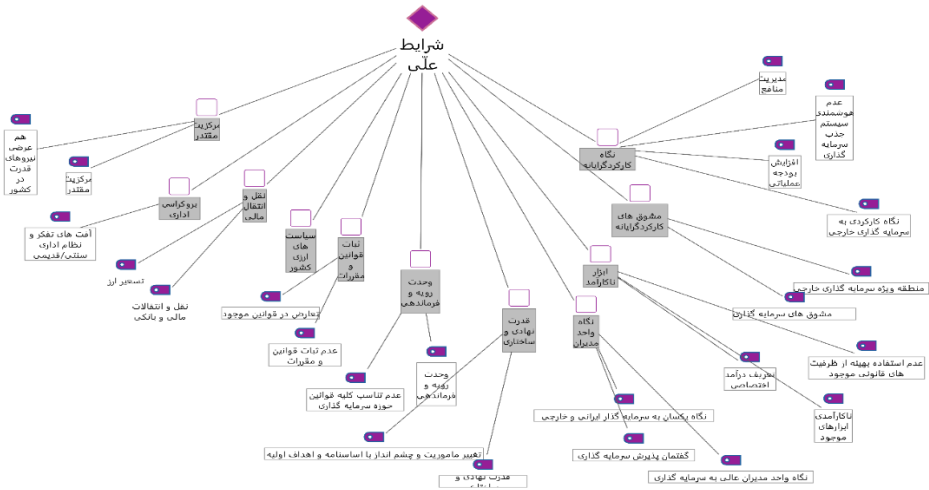 شرایط
علّی
مدیریت
منافع
عدم
هوشمندی
سیستم
جذب
سرمایه
گذاری
افزایش
بودجه
عملیاتی
نگاه کارکردی به
سرمایه گذاری خارجی
نگاه
کارکردگرایانه
مشوق های
کارکردگرایانه
منطقه ویژه سرمایه گذاری خارجی
مشوق های سرمایه گذاری
ابزار
ناکارآمد
عدم استفاده بهینه از ظرفیت
های قانونی موجود
تعریف درآمد
اختصاصی
ناکارآمدی
ابزارهای
موجود
نگاه
واحد
مدیران
نگاه یکسان به سرمایه گذار ایرانی و خارجی
گفتمان پذیرش سرمایه گذاری
نگاه واحد مدیران عالی به سرمایه گذاری
قدرت
نهادی و
ساختاری
تغییر ماموریت و چشم انداز با اساسنامه و اهداف اولیه
قدرت نهادی و
وحدت
رویه و
فرماندهی
وحدت
رویه و
فرماندهی
عدم تناسب کلیه قوانین
حوزه سرمایه گذاری
ثبات
قوانین
و
مقررات
تعارض در قوانین موجود
عدم ثبات قوانین
و مقررات
سیاست
های
ارزی
کشور
نقل و
انتقال
مالی
تسعیر ارز
نقل و انتقالات
مالی و بانکی
بروکراسی
اداری
آفت های تفکر و
نظام اداری
سنتی/قدیمی
مرکزیت
مقتدر
مرکزیت
مقتدر
هم
عرضی
نیروهای
قدرت
در
کشور